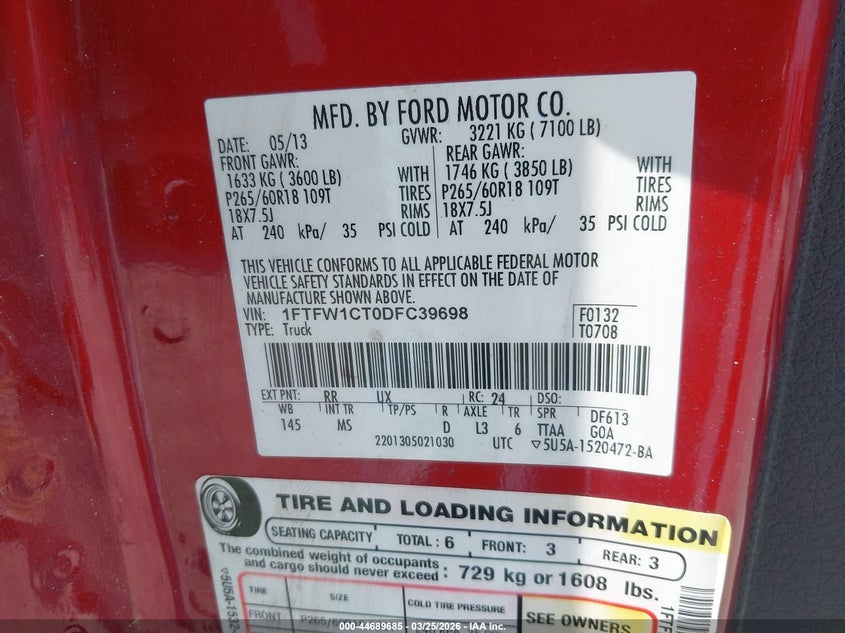 MFD. BY FORD MOTOR CO.
DATE: 05/13 GVWR: 3221 KG ( 7100 LB)
FRONT GAWR: REAR GAWR:
1633 KG ( 3600 LB) WITH 1746 KG ( 3850 LB) WITH
P265/60R18 109T TIRES P265/60R18 109T TIRES
18X7.5J RIMS 18X7.5J RIMS
AT 240 kPa/ 35 PSI COLD AT 240 kPa/ 35 PSI COLD
THIS VEHICLE CONFORMS TO ALL APPLICABLE FEDERAL MOTOR
VEHICLE SAFETY STANDARDS IN EFFECT ON THE DATE OF
MANUFACTURE SHOWN ABOVE.
VIN: 1FTFW1CT0DFC39698 F0132
TYPE: Truck T0708
EXT PNT: RR UX RC: 24 DSO:
WB INT TR TP/PS R AXLE TR SPR DF613
145 MS D L3 6 TTAA GOA
2201305021030 UTC ▽5U5A-1520472-BA
TIRE AND LOADING INFORMATION
SEATING CAPACITY TOTAL : 6 FRONT: 3 REAR: 3
The combined weight of occupants
and cargo should never exceed : 729 kg or 1608 lbs.
TIRE SIZE COLD TIRE PRESSURE SEE OWNERS
FRONT
▽5U5A-1532
1FTF
000-44689685- 03/25/2026 - COPYRIGHT IAA, LLC.